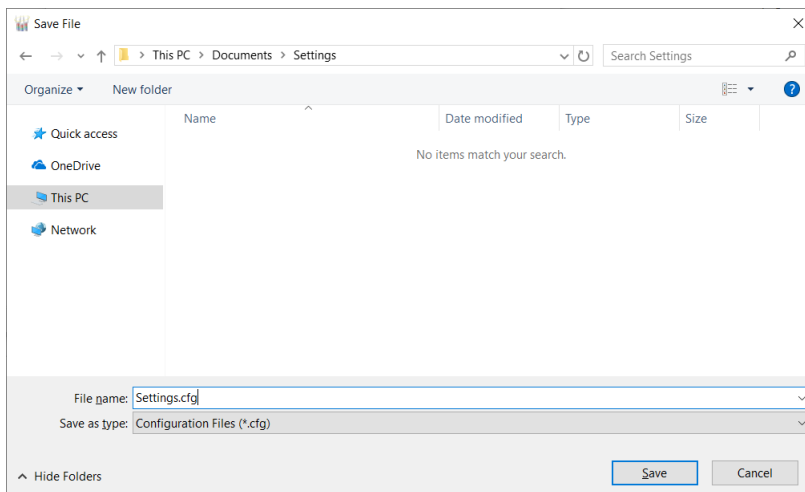 Save File
This PC > Documents > Settings
Search Settings
Organize
New folder
?
Name
Date modified
Type
Size
Quick access
OneDrive
This PC
Network
No items match your search.
File name: Settings.cfg
Save as type: Configuration Files (*.cfg)
Hide Folders
Save
Cancel